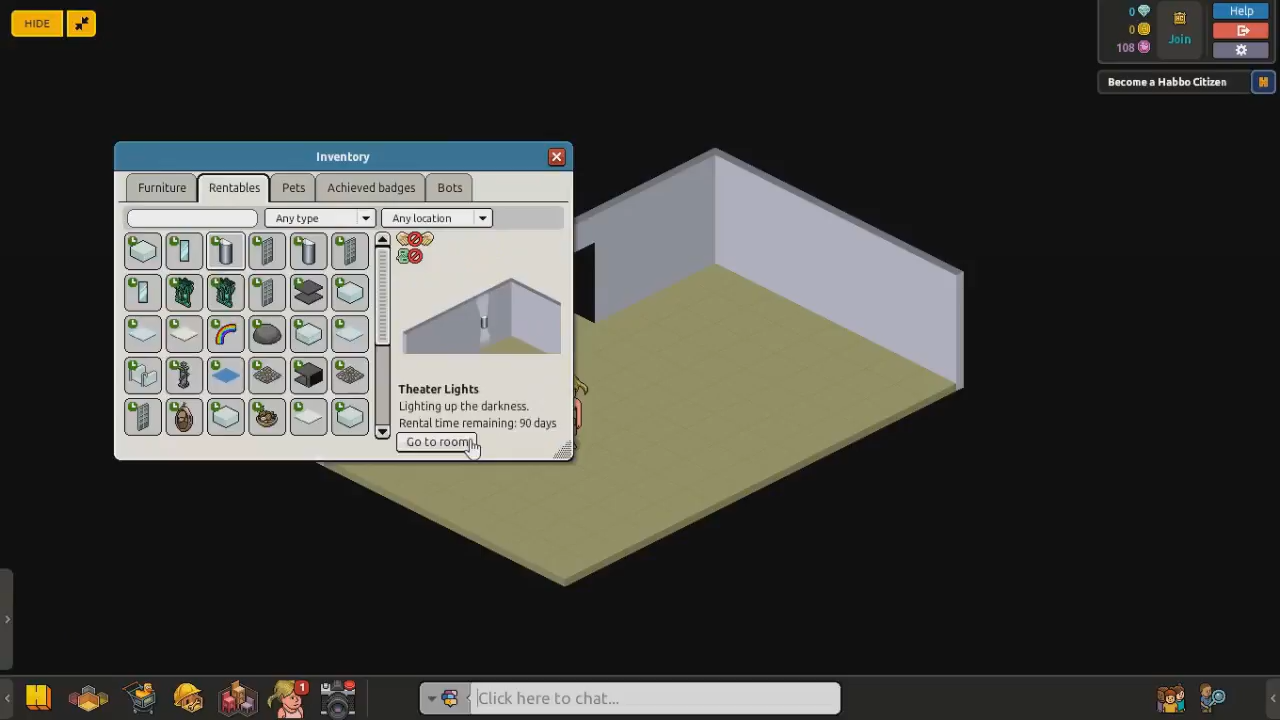 HIDE
0
0
108
Join
Help
Become a Habbo Citizen
Inventory
Furniture
Rentables
Pets
Achieved badges
Bots
Any type
Any location
Theater Lights
Lighting up the darkness.
Rental time remaining: 90 days
Go to room
1
Click here to chat...